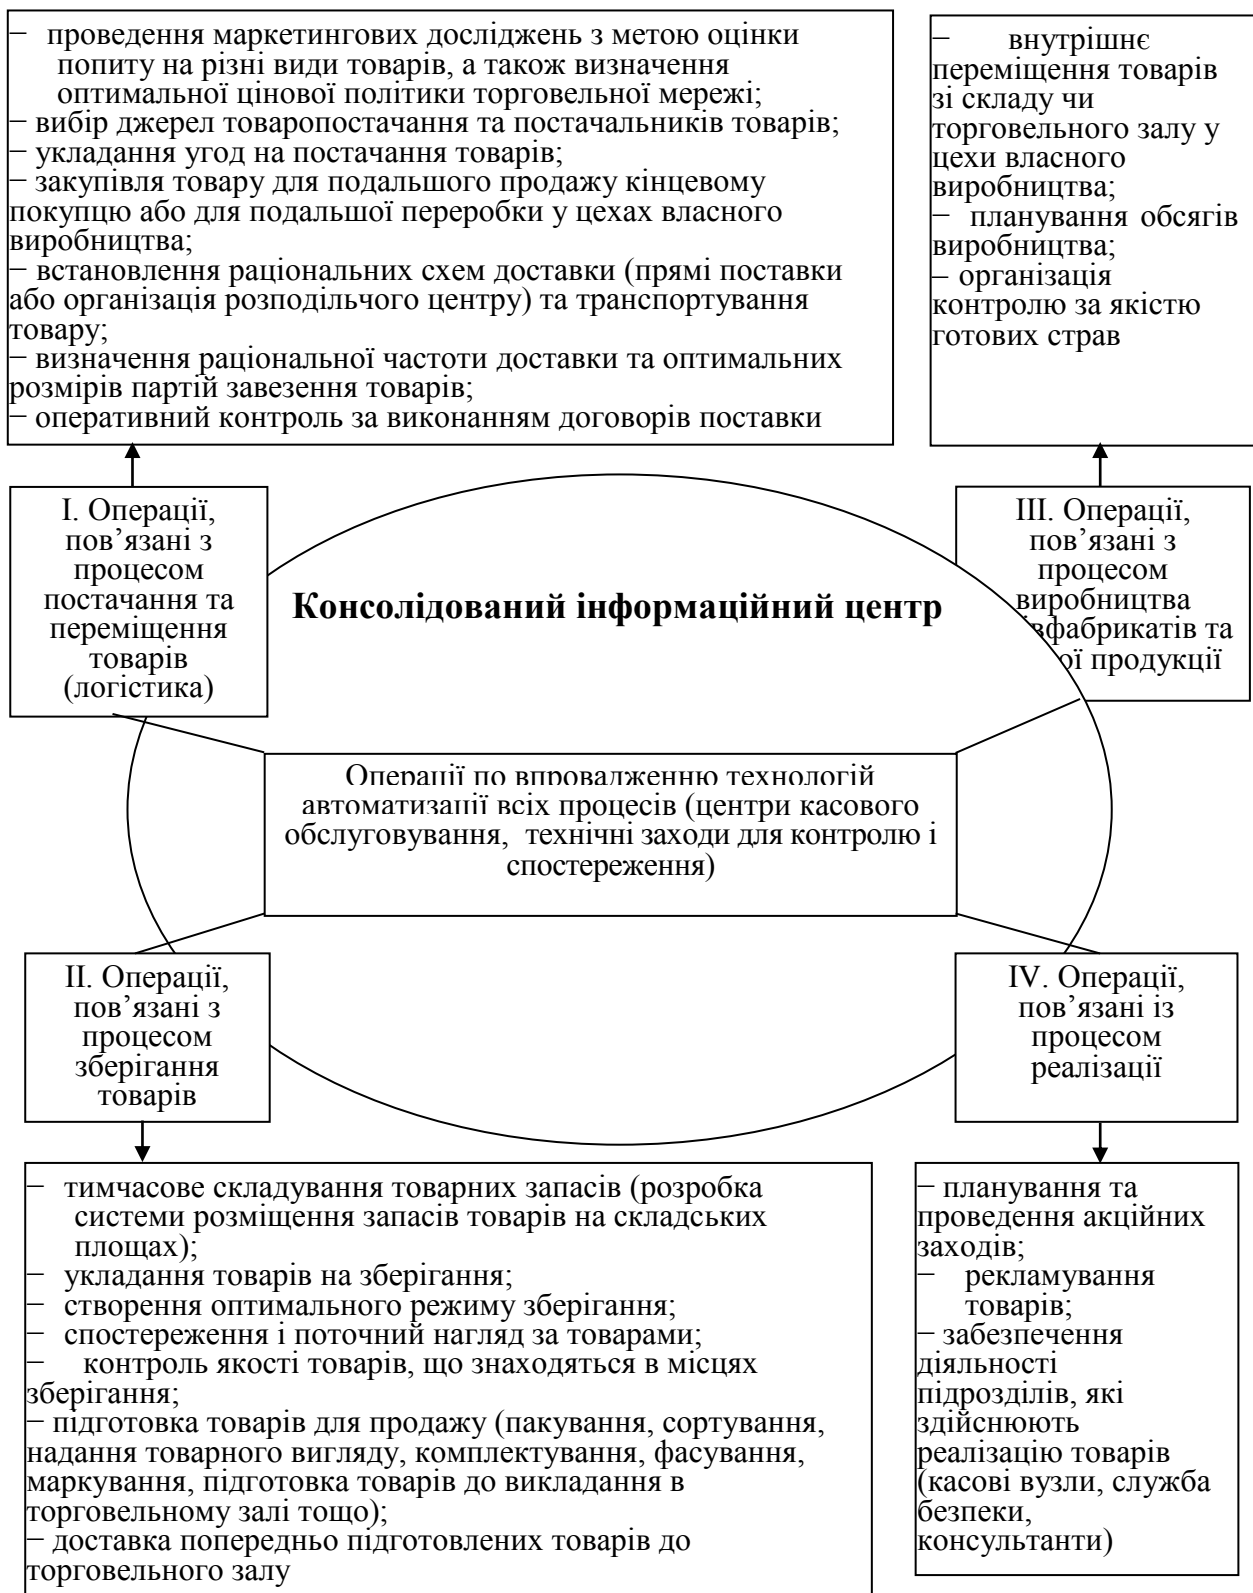 − проведення маркетингових досліджень з метою оцінки
попиту на різні види товарів, а також визначення
оптимальної цінової політики торговельної мережі;
− вибір джерел товаропостачання та постачальників товарів;
− укладання угод на постачання товарів;
− закупівля товару для подальшого продажу кінцевому
покупцю або для подальшої переробки у цехах власного
виробництва;
− встановлення раціональних схем доставки (прямі поставки
або організація розподільчого центру) та транспортування
товару;
− визначення раціональної частоти доставки та оптимальних
розмірів партій завезення товарів;
− оперативний контроль за виконанням договорів поставки
− внутрішнє
переміщення товарів
зі складу чи
торговельного залу у
цехи власного
виробництва;
− планування обсягів
виробництва;
− організація
контролю за якістю
готових страв
І. Операції,
пов’язані з
процесом
постачання та
переміщення
товарів
(логістика)
Консолідований інформаційний центр
ІІІ. Операції,
пов’язані з
процесом
виробництва
та
продукції
Операції по впровадженню технологій
автоматизації всіх процесів (центри касового
обслуговування, технічні заходи для контролю і
спостереження)
ІІ. Операції,
пов’язані з
процесом
зберігання
товарів
IV. Операції,
пов’язані із
процесом
реалізації
− тимчасове складування товарних запасів (розробка
системи розміщення запасів товарів на складських
площах);
− укладання товарів на зберігання;
− створення оптимального режиму зберігання;
− спостереження і поточний нагляд за товарами;
− контроль якості товарів, що знаходяться в місцях
зберігання;
− підготовка товарів для продажу (пакування, сортування,
надання товарного вигляду, комплектування, фасування,
маркування, підготовка товарів до викладання в
торговельному залі тощо);
− доставка попередньо підготовлених товарів до
торговельного залу
− планування та
проведення акційних
заходів;
− рекламування
товарів;
− забезпечення
діяльності
підрозділів, які
здійснюють
реалізацію товарів
(касові вузли, служба
безпеки,
консультанти)